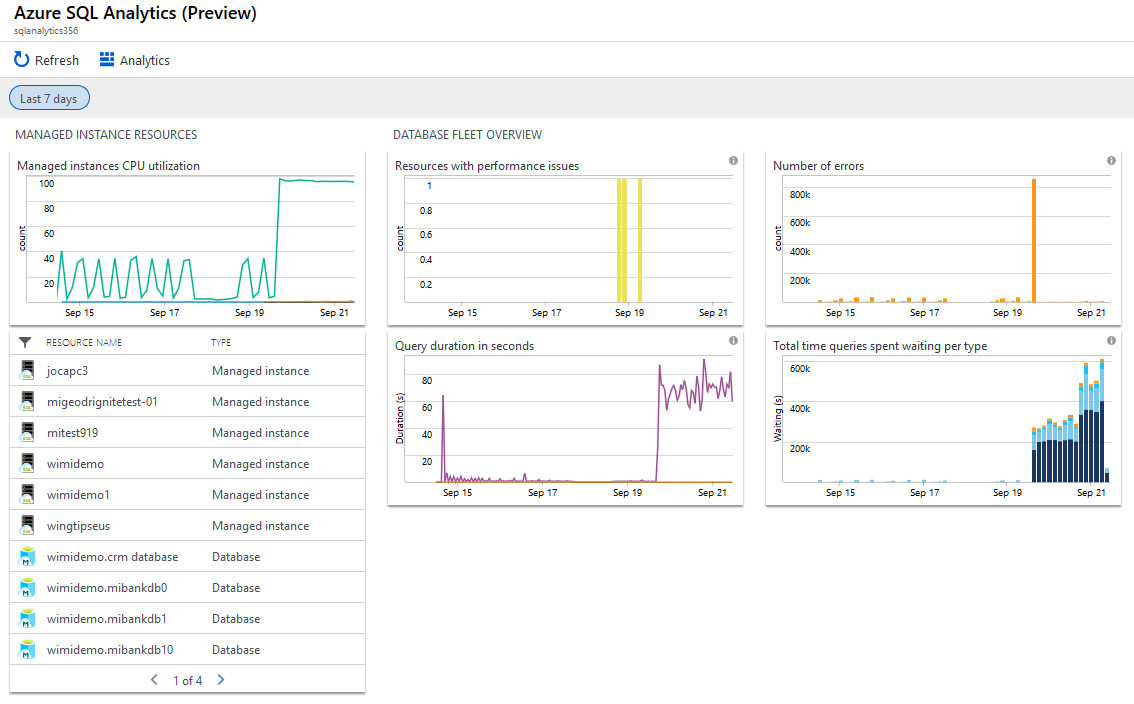 Azure SQL Analytics (Preview)
sqlanalytics356
Refresh Analytics
Last 7 days
MANAGED INSTANCE RESOURCES
Managed instances CPU utilization
count
100
80
60
40
20
Sep 15 Sep 17 Sep 19 Sep 21
RESOURCE NAME TYPE
jocapc3 Managed instance
migeodrignitetest-01 Managed instance
mitest919 Managed instance
wimidemo Managed instance
wimidemo1 Managed instance
wingtipseus Managed instance
wimidemo.crm database Database
wimidemo.mibankdb0 Database
wimidemo.mibankdb1 Database
wimidemo.mibankdb10 Database
1 of 4
DATABASE FLEET OVERVIEW
Resources with performance issues
count
1
0.8
0.6
0.4
0.2
Sep 15 Sep 17 Sep 19 Sep 21
Number of errors
count
800k
600k
400k
200k
Sep 15 Sep 17 Sep 19 Sep 21
Query duration in seconds
Duration (s)
80
60
40
20
Sep 15 Sep 17 Sep 19 Sep 21
Total time queries spent waiting per type
Waiting (s)
600k
400k
200k
Sep 15 Sep 17 Sep 19 Sep 21